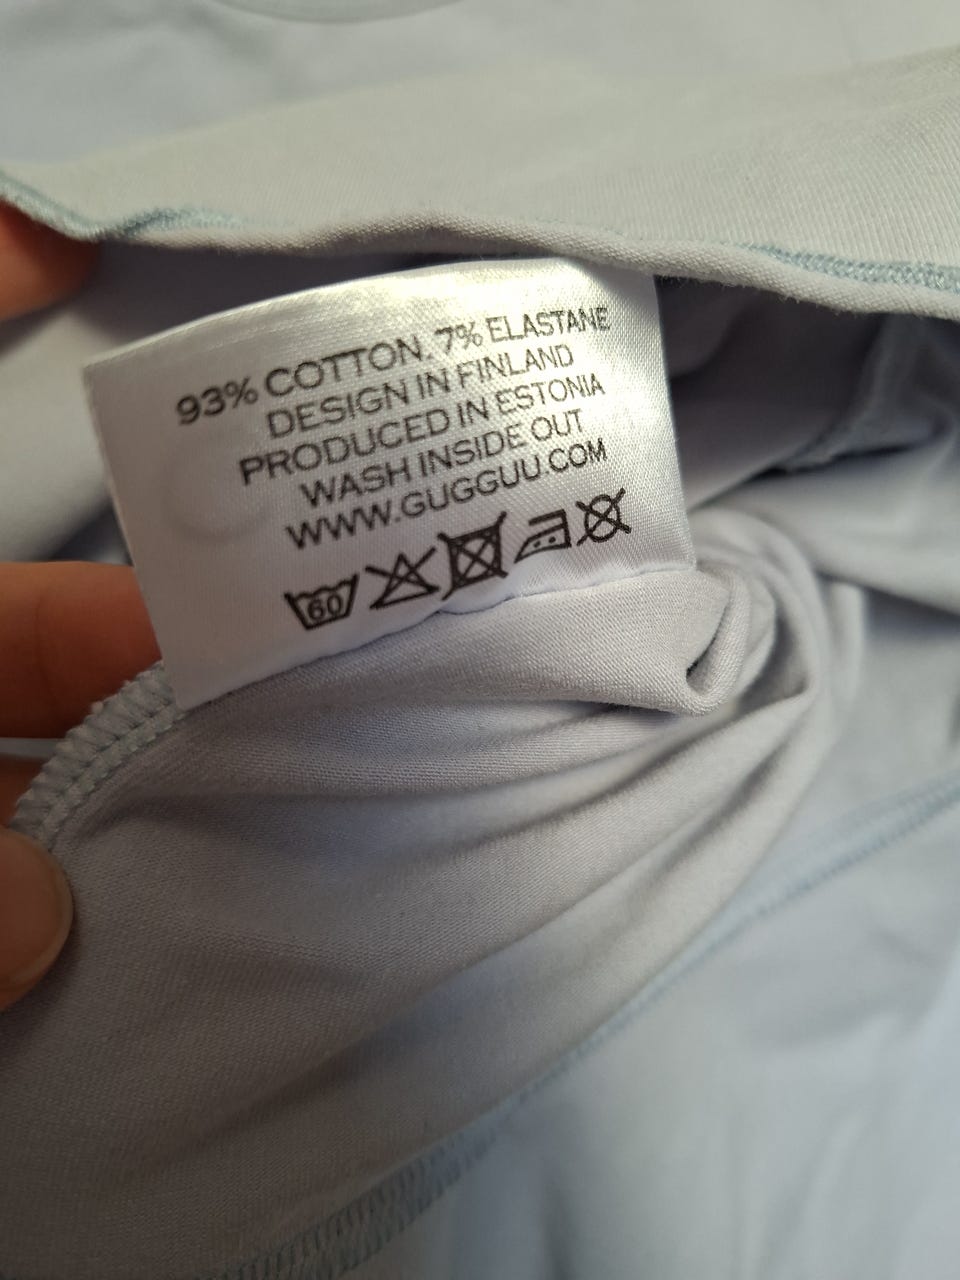 93% COTTON. 7% ELASTANE
DESIGN IN FINLAND
PRODUCED IN ESTONIA
WASH INSIDE OUT
WWW.GUGGUU.COM
60